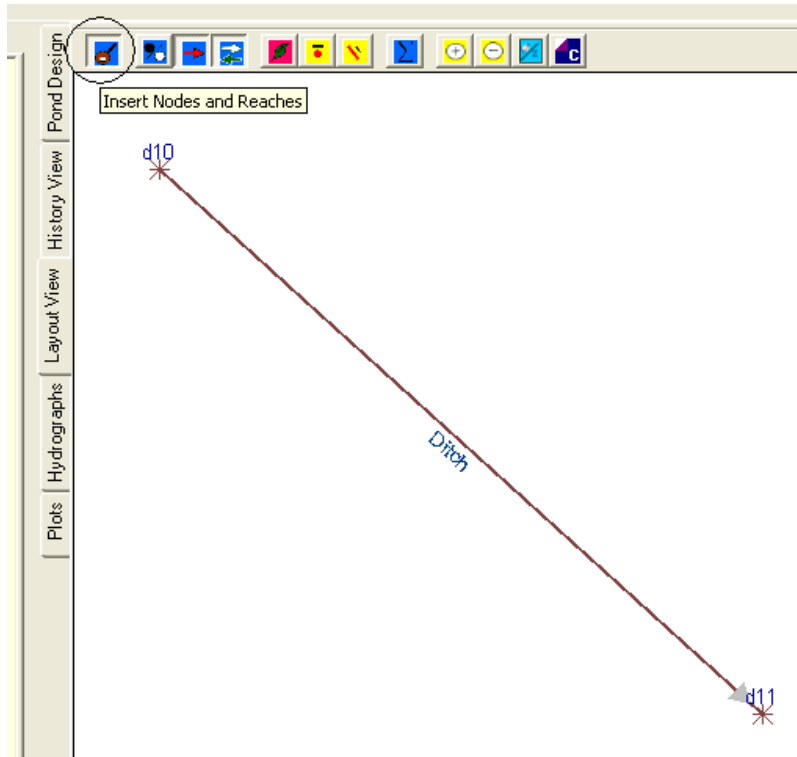 Pond Design
Insert Nodes and Reaches
d10
History View
Layout View
Hydrographs
Ditch
Plots
d11